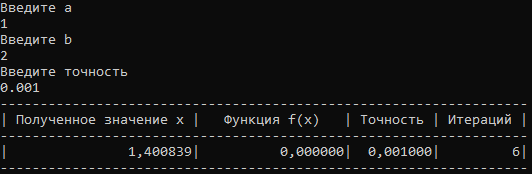 Введите a
1
Введите b
2
Введите точность
0.001
------------------------------------------------------------------
| Полученное значение x |   Функция f(x)   | Точность | Итераций |
------------------------------------------------------------------
|               1,400839|          0,000000|  0,001000|         6|
------------------------------------------------------------------